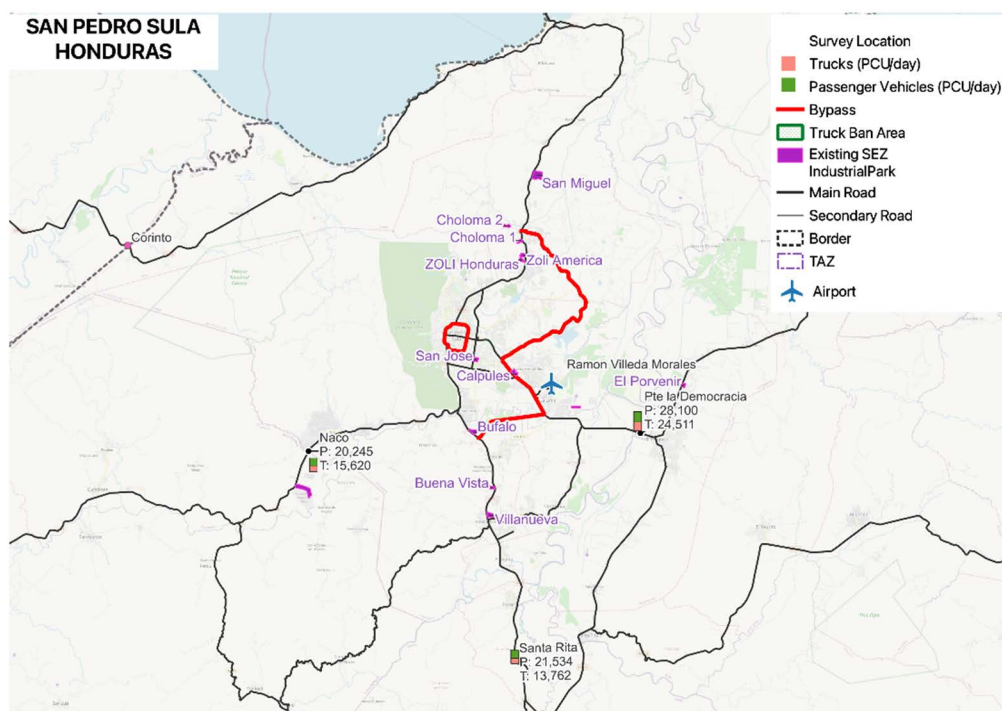 SAN PEDRO SULA
HONDURAS
Survey Location
Trucks (PCU/day)
Passenger Vehicles (PCU/day)
Bypass
Truck Ban Area
Existing SEZ
IndustrialPark
Main Road
Secondary Road
Border
TAZ
Airport
San Miguel
Choloma 2
Corinto
Choloma 1
ZOLI Honduras
Zoli America
San Jose
Calpules
Ramon Villeda Morales
El Porvenir
Pte la Democracia
P: 28,100
T: 24,511
Bufalo
Naco
P: 20,245
T: 15,620
Buena Vista
Villanueva
Santa Rita
P: 21,534
T: 13,762